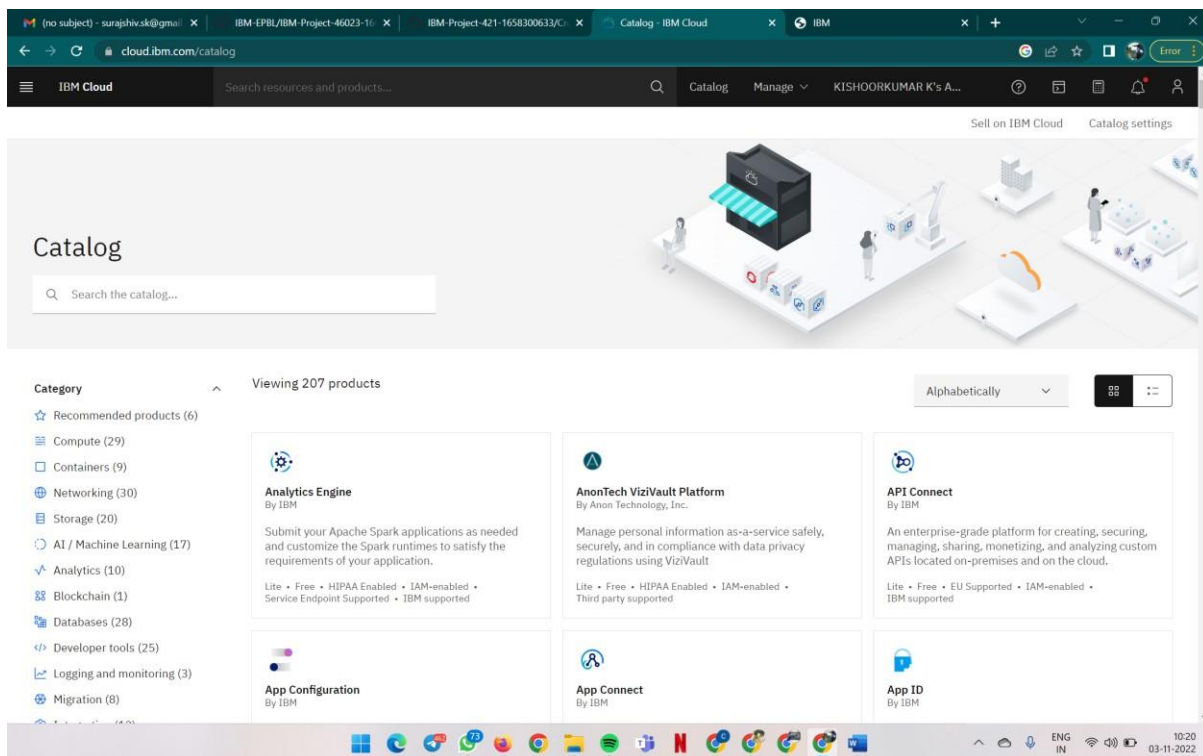 (no subject) - surajshiv.sk@gmail
IBM-EPBL/IBM-Project-46023-16
IBM-Project-421-1658300633/Cr
Catalog - IBM Cloud
IBM
cloud.ibm.com/catalog
Error
IBM Cloud
Search resources and products...
Catalog
Manage
KISHOORKUMAR K's A...
Sell on IBM Cloud
Catalog settings
Catalog
Search the catalog...
Category
Recommended products (6)
Compute (29)
Containers (9)
Networking (30)
Storage (20)
AI / Machine Learning (17)
Analytics (10)
Blockchain (1)
Databases (28)
Developer tools (25)
Logging and monitoring (3)
Migration (8)
Viewing 207 products
Alphabetically
Analytics Engine
By IBM
Submit your Apache Spark applications as needed
and customize the Spark runtimes to satisfy the
requirements of your application.
Lite • Free • HIPAA Enabled • IAM-enabled •
Service Endpoint Supported • IBM supported
AnonTech ViziVault Platform
By Anon Technology, Inc.
Manage personal information as-a-service safely,
securely, and in compliance with data privacy
regulations using ViziVault
Lite • Free • HIPAA Enabled • IAM-enabled •
Third party supported
API Connect
By IBM
An enterprise-grade platform for creating, securing,
managing, sharing, monetizing, and analyzing custom
APIs located on-premises and on the cloud.
Lite • Free • EU Supported • IAM-enabled •
IBM supported
App Configuration
By IBM
App Connect
By IBM
App ID
By IBM
73
ENG
IN
10:20
03-11-2022